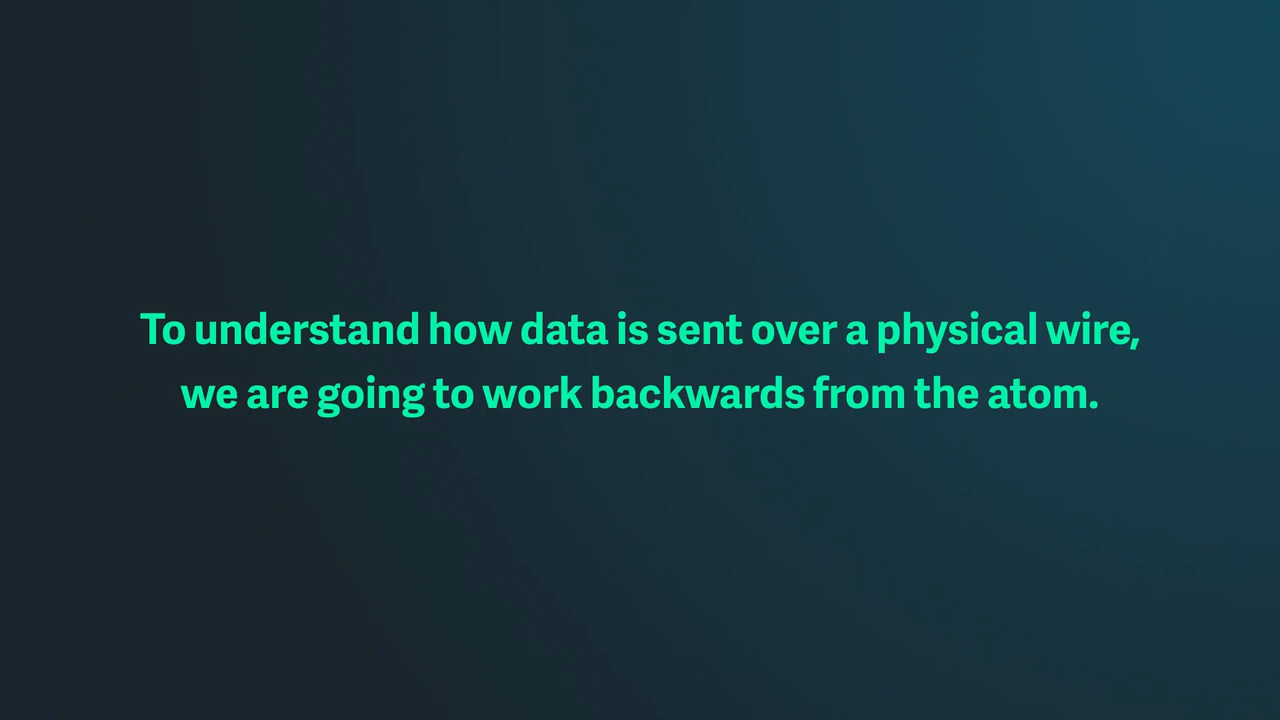 To understand how data is sent over a physical wire,
we are going to work backwards from the atom.